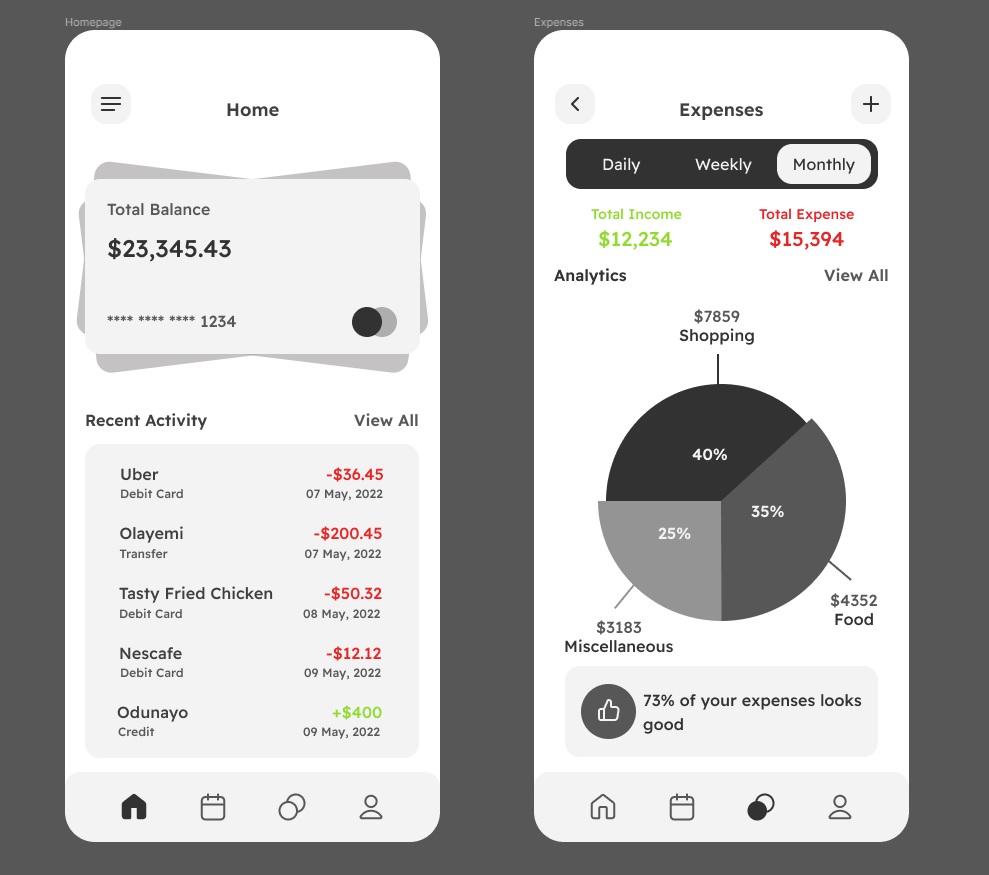 Homepage
Home
Total Balance
$23,345.43
**** **** **** 1234
Recent Activity View All
Uber -$36.45
Debit Card 07 May, 2022
Olayemi -$200.45
Transfer 07 May, 2022
Tasty Fried Chicken -$50.32
Debit Card 08 May, 2022
Nescafe -$12.12
Debit Card 09 May, 2022
Odunayo +$400
Credit 09 May, 2022
Expenses
Expenses
Daily Weekly Monthly
Total Income Total Expense
$12,234 $15,394
Analytics View All
$7859
Shopping
40%
35%
25%
$4352
Food
$3183
Miscellaneous
73% of your expenses looks
good